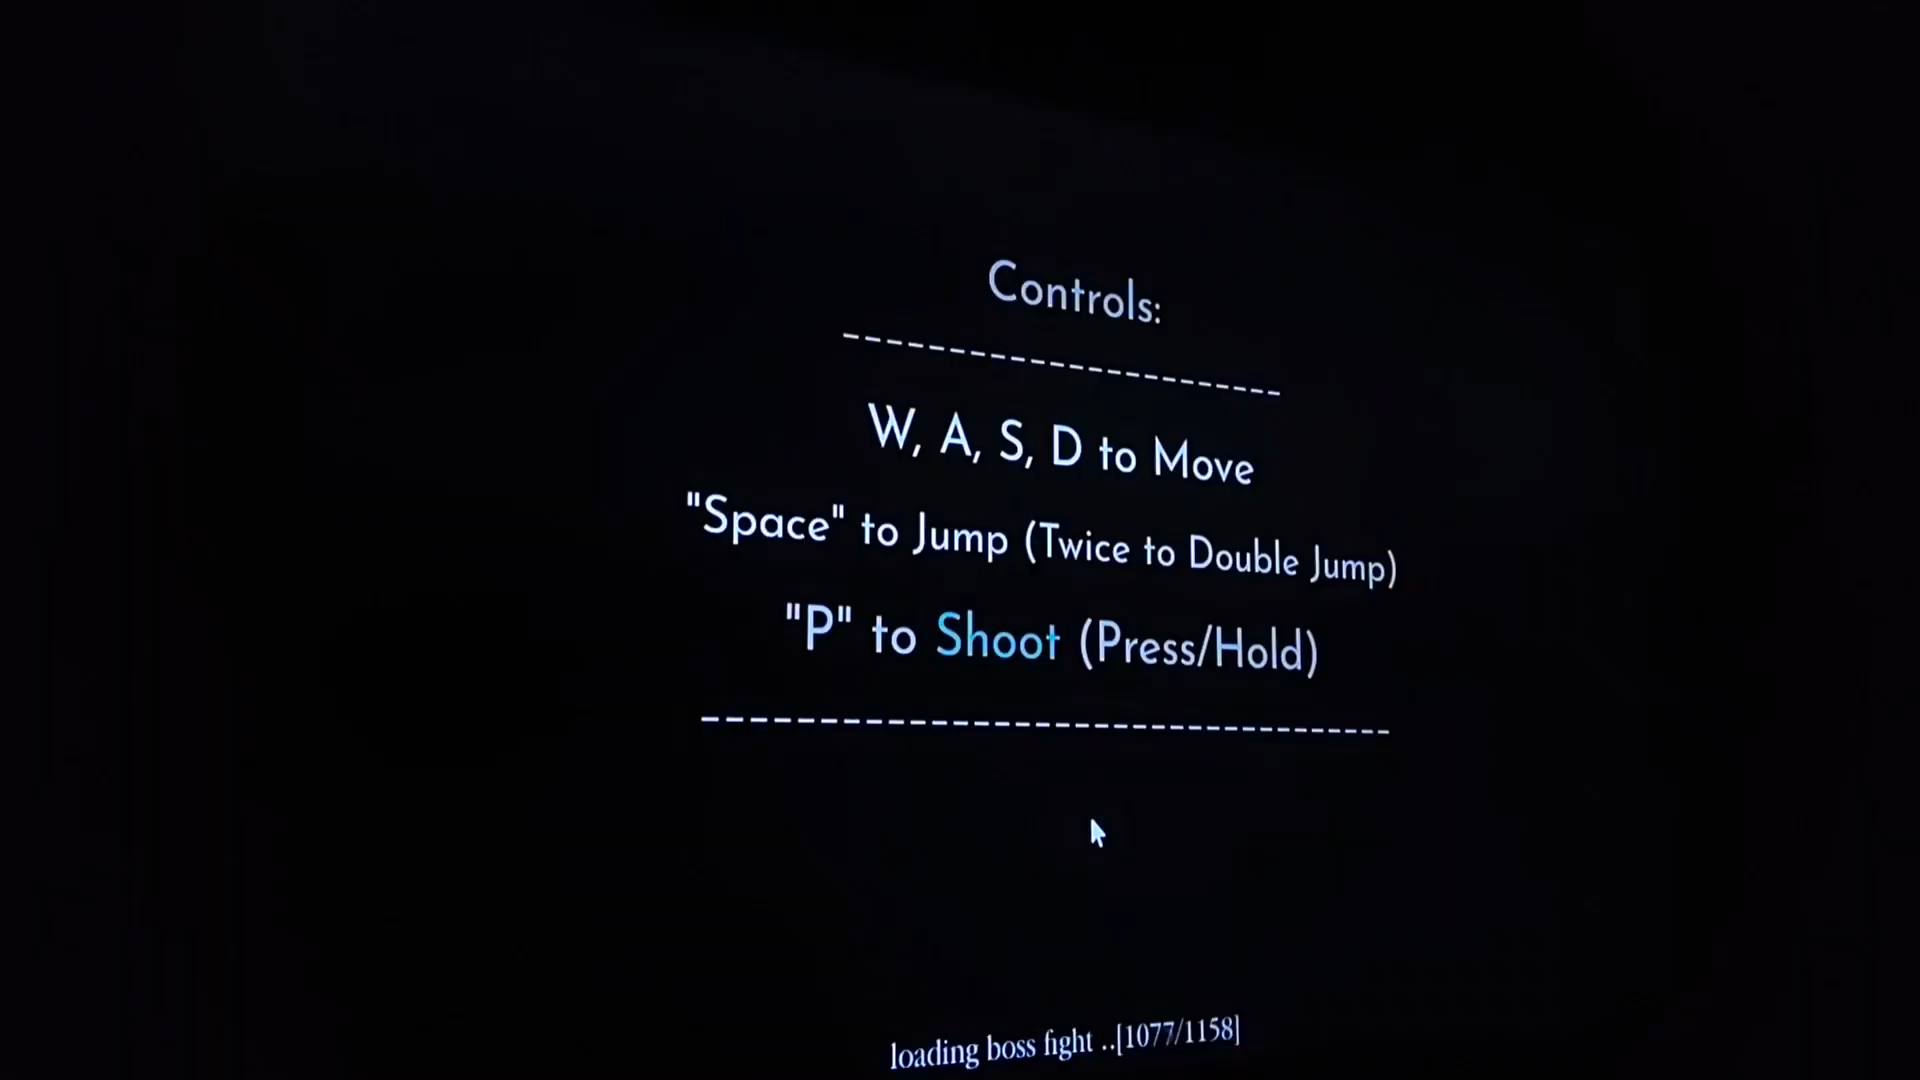 Controls:
---------------------
W, A, S, D to Move
"Space" to Jump (Twice to Double Jump)
"P" to Shoot (Press/Hold)
--------------------------------
loading boss fight ..[1077/1158]